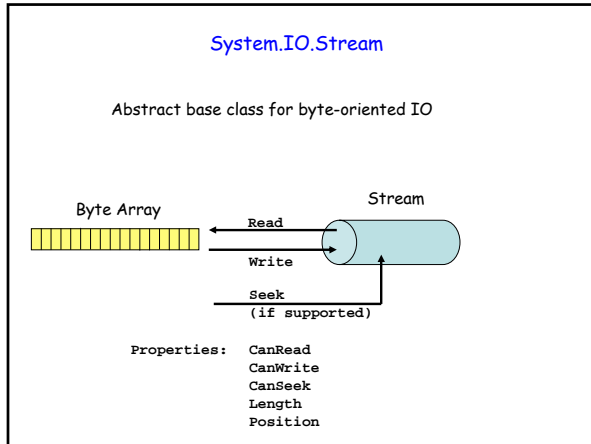 System.IO.Stream
Abstract base class for byte-oriented IO
Byte Array
Stream
Read
Write
Seek
(if supported)
Properties: CanRead
CanWrite
CanSeek
Length
Position